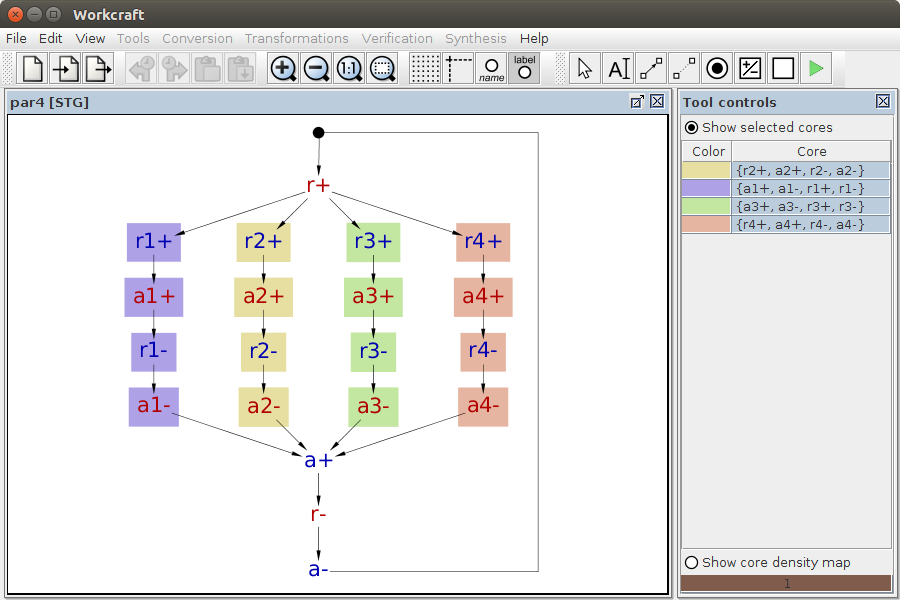 Workcraft
File Edit View Tools Conversion Transformations Verification Synthesis Help
1:1 name label AI
par4 [STG]
Tool controls
r+
r1+ r2+ r3+ r4+
a1+ a2+ a3+ a4+
r1- r2- r3- r4-
a1- a2- a3- a4-
a+
r-
a-
Show selected cores
Color Core
{r2+, a2+, r2-, a2-}
{a1+, a1-, r1+, r1-}
{a3+, a3-, r3+, r3-}
{r4+, a4+, r4-, a4-}
Show core density map
1